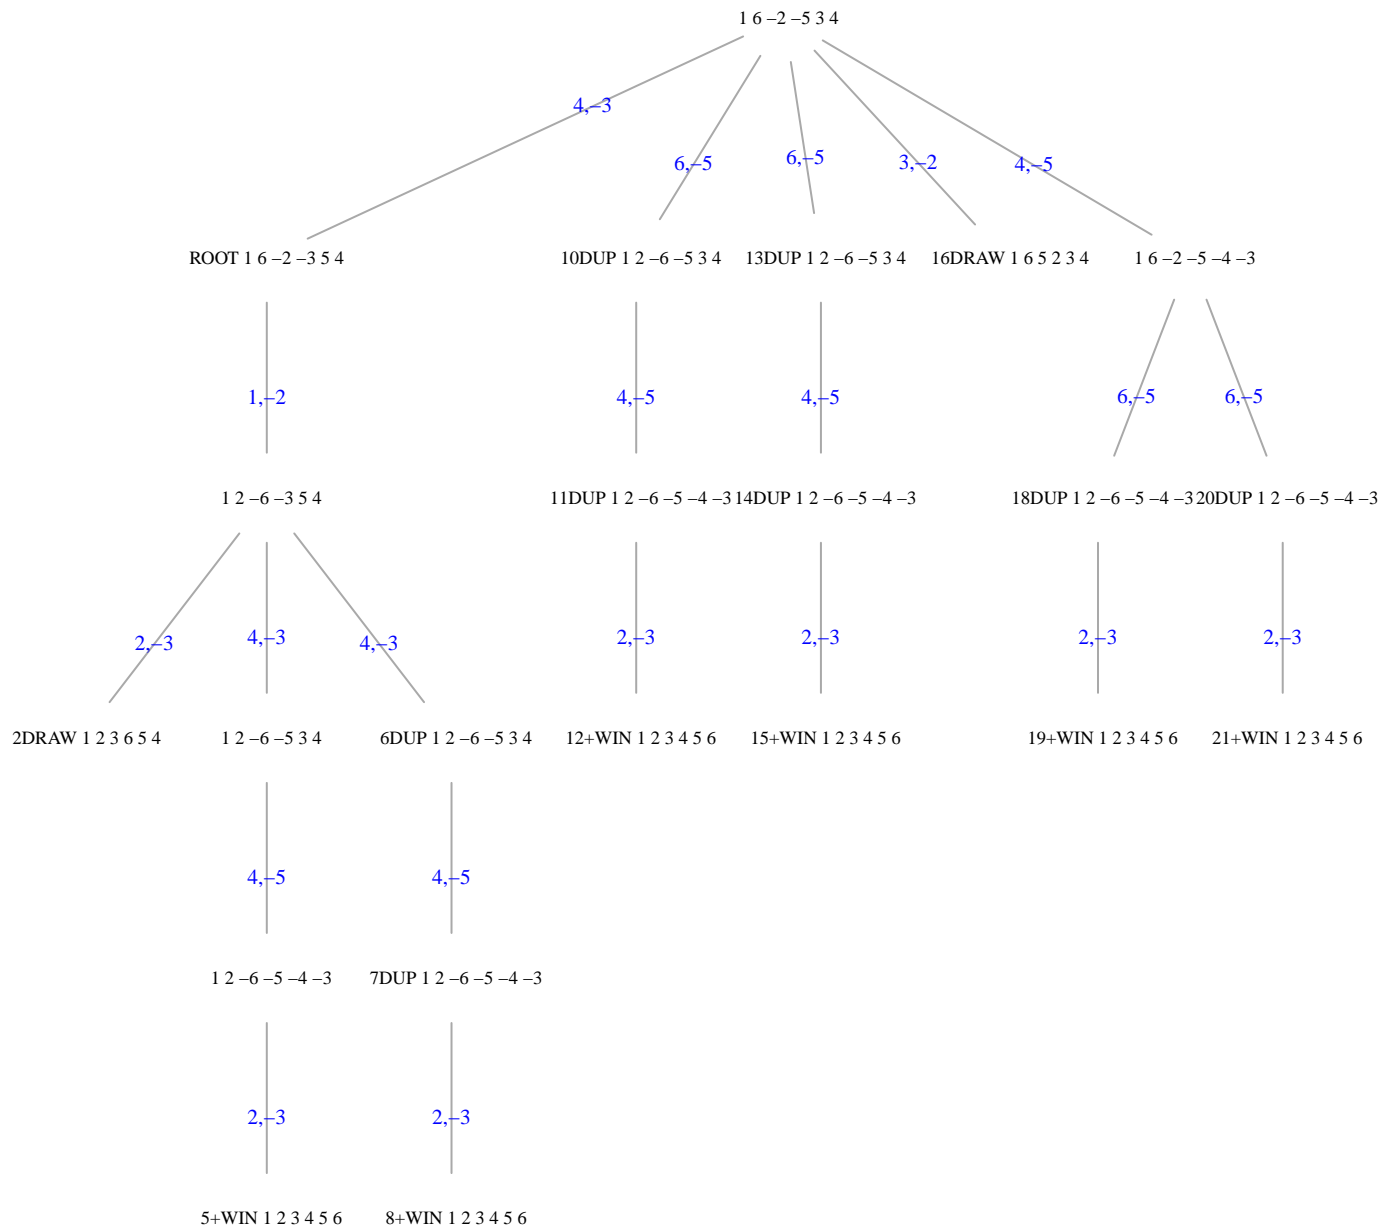 1 6 –2 –5 3 4
4,–3
6,–5
6,–5
3,–2
4,–5
ROOT 1 6 –2 –3 5 4
10DUP 1 2 –6 –5 3 4
13DUP 1 2 –6 –5 3 4
16DRAW 1 6 5 2 3 4
1 6 –2 –5 –4 –3
1,–2
4,–5
4,–5
6,–5
6,–5
1 2 –6 –3 5 4
11DUP 1 2 –6 –5 –4 –3
14DUP 1 2 –6 –5 –4 –3
18DUP 1 2 –6 –5 –4 –3
20DUP 1 2 –6 –5 –4 –3
2,–3
4,–3
4,–3
2,–3
2,–3
2,–3
2,–3
2DRAW 1 2 3 6 5 4
1 2 –6 –5 3 4
6DUP 1 2 –6 –5 3 4
12+WIN 1 2 3 4 5 6
15+WIN 1 2 3 4 5 6
19+WIN 1 2 3 4 5 6
21+WIN 1 2 3 4 5 6
4,–5
4,–5
1 2 –6 –5 –4 –3
7DUP 1 2 –6 –5 –4 –3
2,–3
2,–3
5+WIN 1 2 3 4 5 6
8+WIN 1 2 3 4 5 6